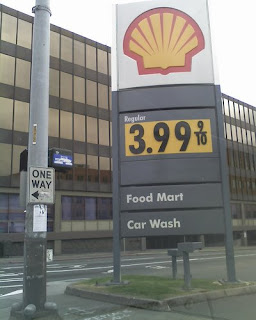 Regular
3.99 9/10
Food Mart
Car Wash
ONE
WAY